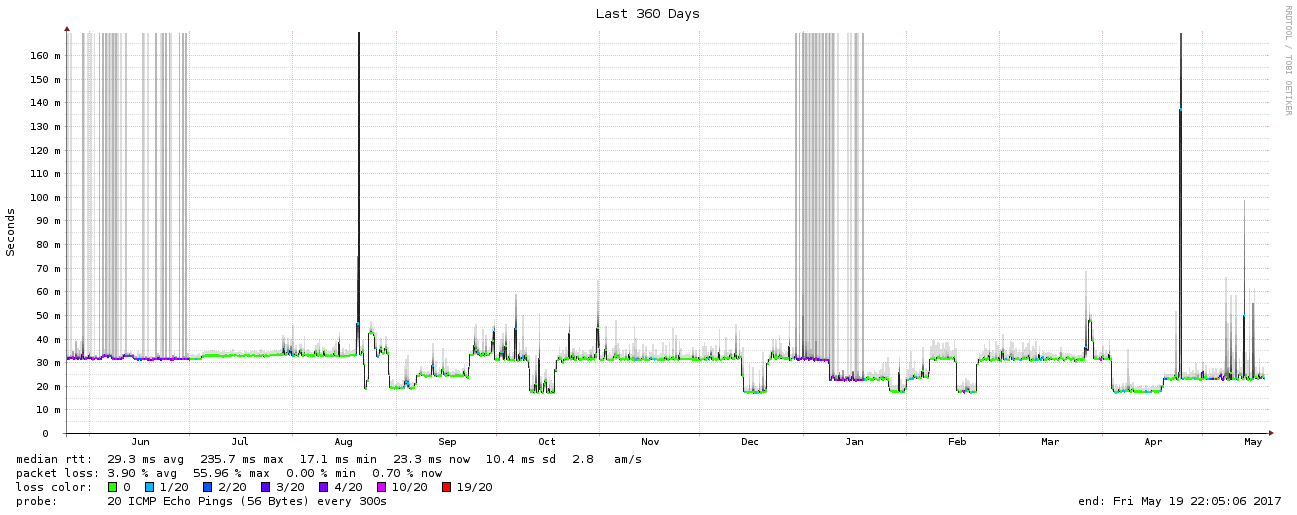 Last 360 Days
RRDTOOL / TOBI OETIKER
Seconds
160 m
150 m
140 m
130 m
120 m
110 m
100 m
90 m
80 m
70 m
60 m
50 m
40 m
30 m
20 m
10 m
0
Jun Jul Aug Sep Oct Nov Dec Jan Feb Mar Apr May
median rtt: 29.3 ms avg 235.7 ms max 17.1 ms min 23.3 ms now 10.4 ms sd 2.8 am/s
packet loss: 3.90 % avg 55.96 % max 0.00 % min 0.70 % now
loss color: 0 1/20 2/20 3/20 4/20 10/20 19/20
probe: 20 ICMP Echo Pings (56 Bytes) every 300s end: Fri May 19 22:05:06 2017